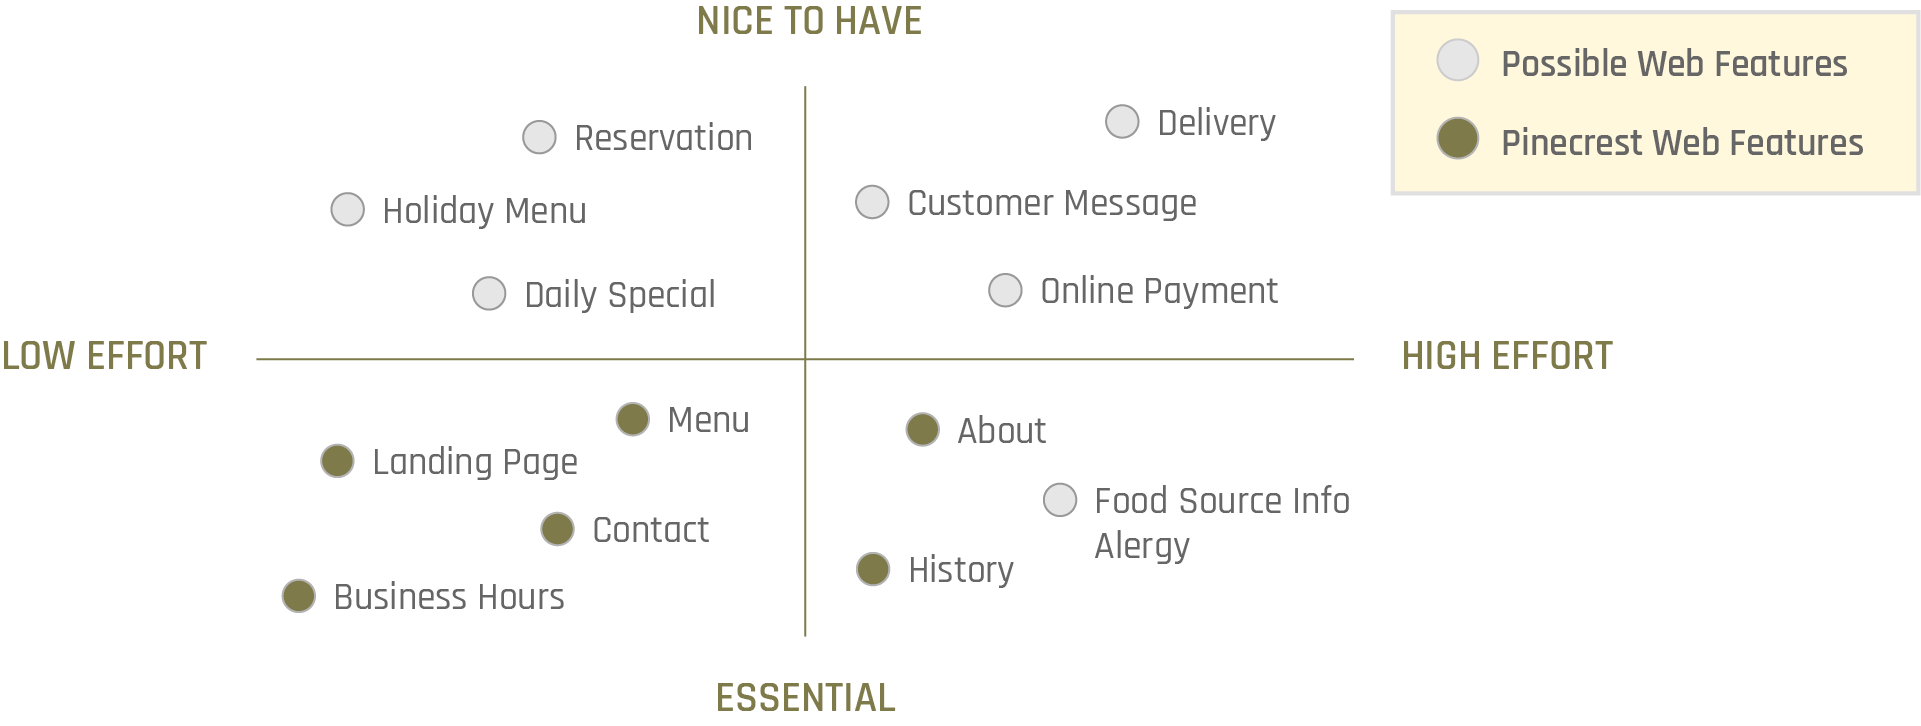 NICE TO HAVE
Possible Web Features
Pinecrest Web Features
Reservation
Delivery
Holiday Menu
Customer Message
Daily Special
Online Payment
LOW EFFORT
HIGH EFFORT
Menu
About
Landing Page
Food Source Info
Alergy
Contact
History
Business Hours
ESSENTIAL